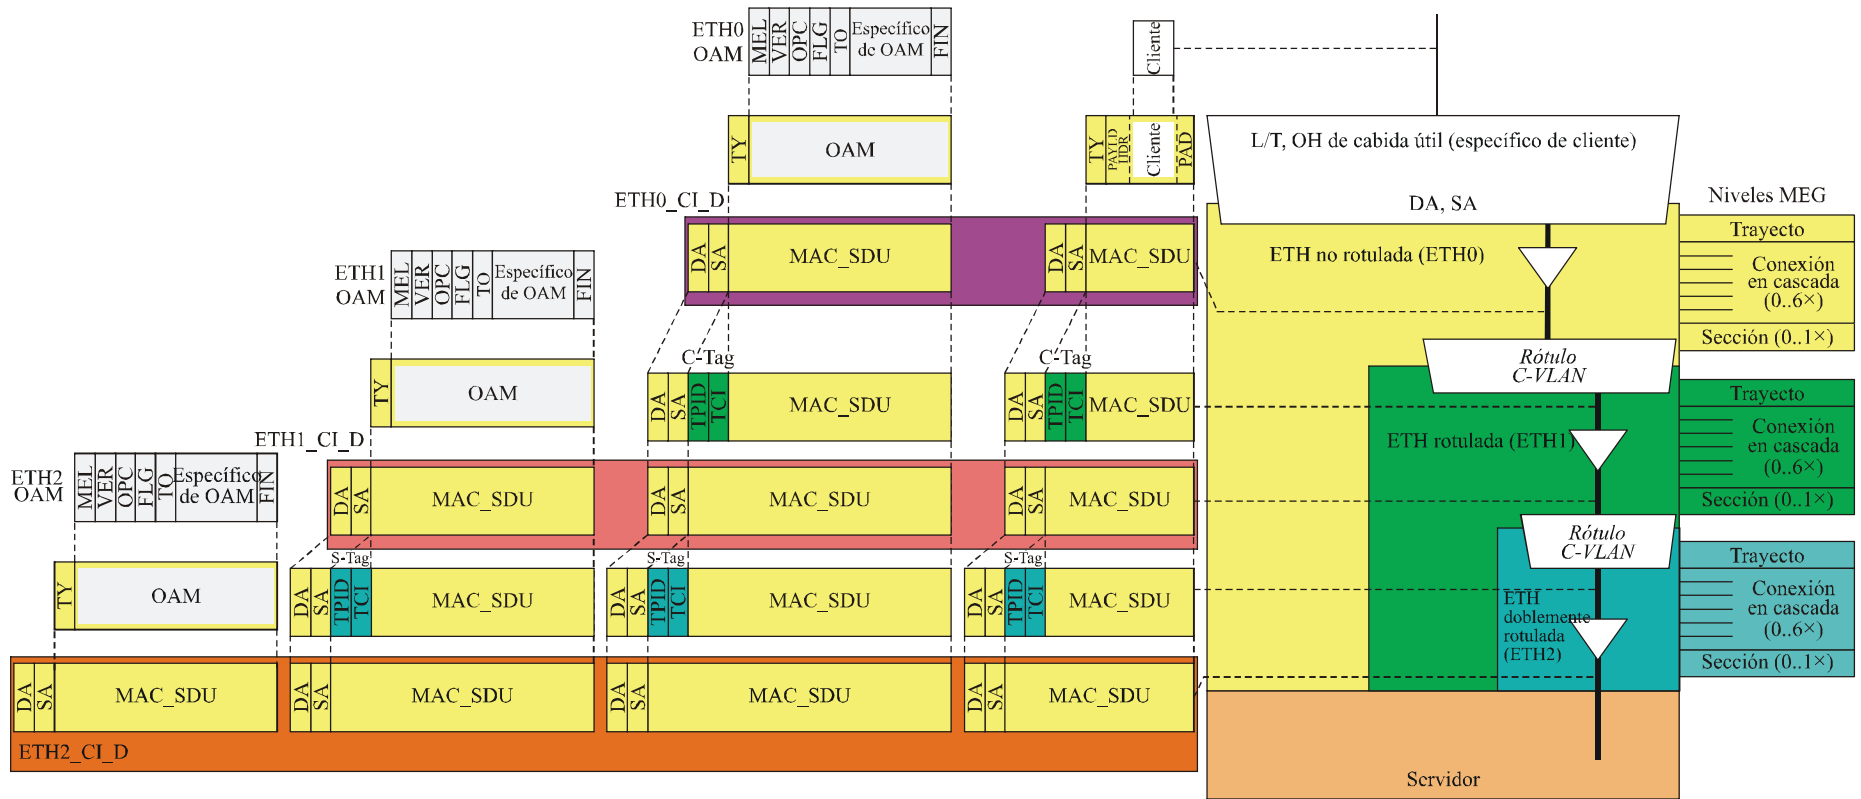 ETH0
OAM
MEL
VER
OPC
FLG
TO
Específico
de OAM
FIN
Cliente
TY
OAM
TY
PAYLD
HDR
Cliente
PAD
L/T, OH de cabida útil (específico de cliente)
DA, SA
Niveles MEG
ETH0_CI_D
DA
SA
MAC_SDU
DA
SA
MAC_SDU
ETH no rotulada (ETH0)
Trayecto
Conexión
en cascada
(0..6×)
Sección (0..1×)
ETH1
OAM
MEL
VER
OPC
FLG
TO
Específico
de OAM
FIN
C-Tag
C-Tag
Rótulo
C-VLAN
TY
OAM
DA
SA
TPID
TCI
MAC_SDU
DA
SA
TPID
TCI
MAC_SDU
Trayecto
Conexión
en cascada
(0..6×)
Sección (0..1×)
ETH1_CI_D
ETH rotulada (ETH1)
ETH2
OAM
MEL
VER
OPC
FLG
TO
Específico
de OAM
FIN
DA
SA
MAC_SDU
DA
SA
MAC_SDU
DA
SA
MAC_SDU
Rótulo
C-VLAN
S-Tag
S-Tag
S-Tag
TY
OAM
DA
SA
TPID
TCI
MAC_SDU
DA
SA
TPID
TCI
MAC_SDU
DA
SA
TPID
TCI
MAC_SDU
ETH
doblemente
rotulada
(ETH2)
Trayecto
Conexión
en cascada
(0..6×)
Sección (0..1×)
DA
SA
MAC_SDU
DA
SA
MAC_SDU
DA
SA
MAC_SDU
DA
SA
MAC_SDU
ETH2_CI_D
Servidor